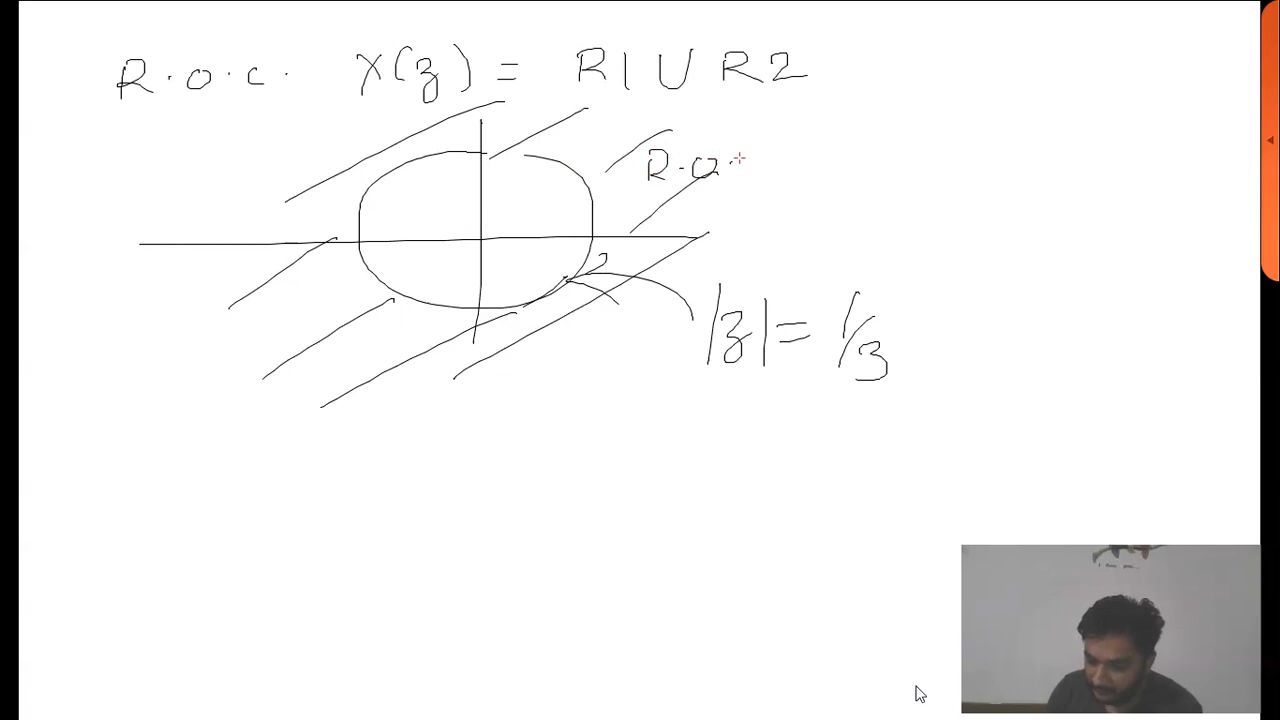 R.O.C. X(z) = R1 U R2
R.O.
|z| = 1/3